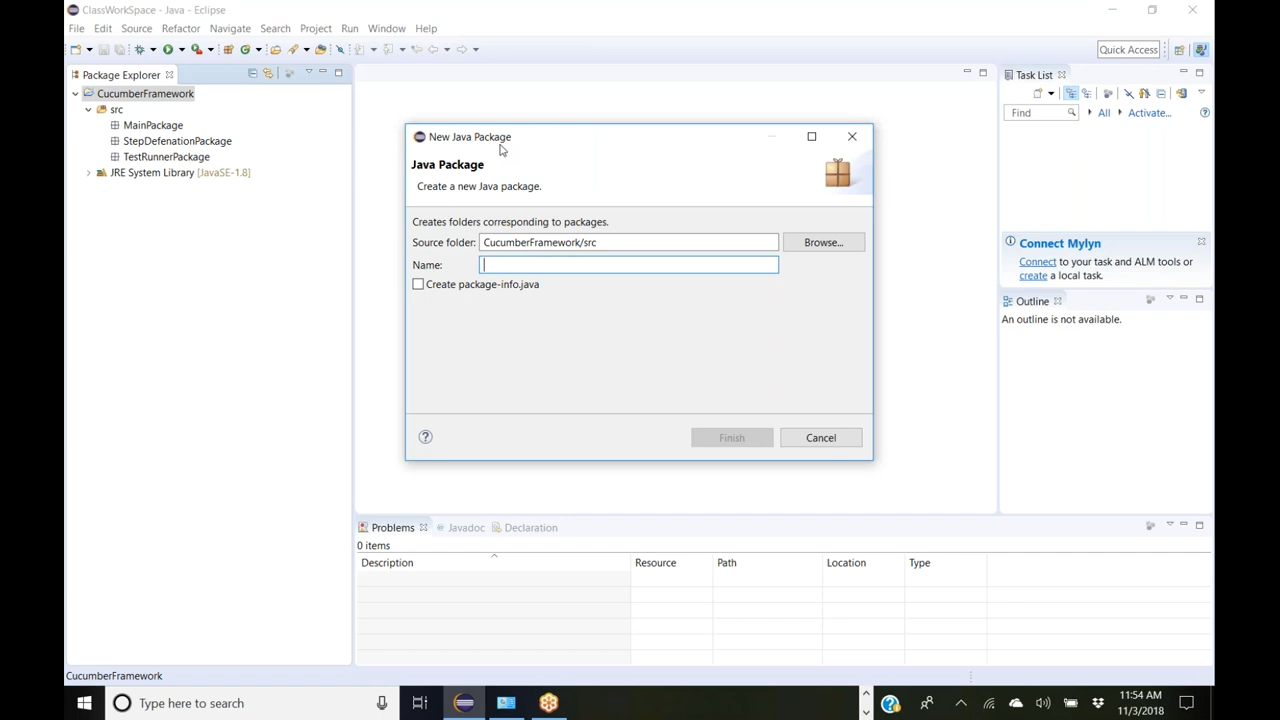 ClassWorkSpace - Java - Eclipse
File Edit Source Refactor Navigate Search Project Run Window Help
Quick Access
Package Explorer
CucumberFramework
src
MainPackage
StepDefenationPackage
TestRunnerPackage
JRE System Library [JavaSE-1.8]
New Java Package
Java Package
Create a new Java package.
Creates folders corresponding to packages.
Source folder: CucumberFramework/src Browse...
Name:
Create package-info.java
Finish Cancel
Task List
Find All Activate...
Connect Mylyn
Connect to your task and ALM tools or
create a local task.
Outline
An outline is not available.
Problems Javadoc Declaration
0 items
Description Resource Path Location Type
CucumberFramework
Type here to search
11:54 AM
11/3/2018